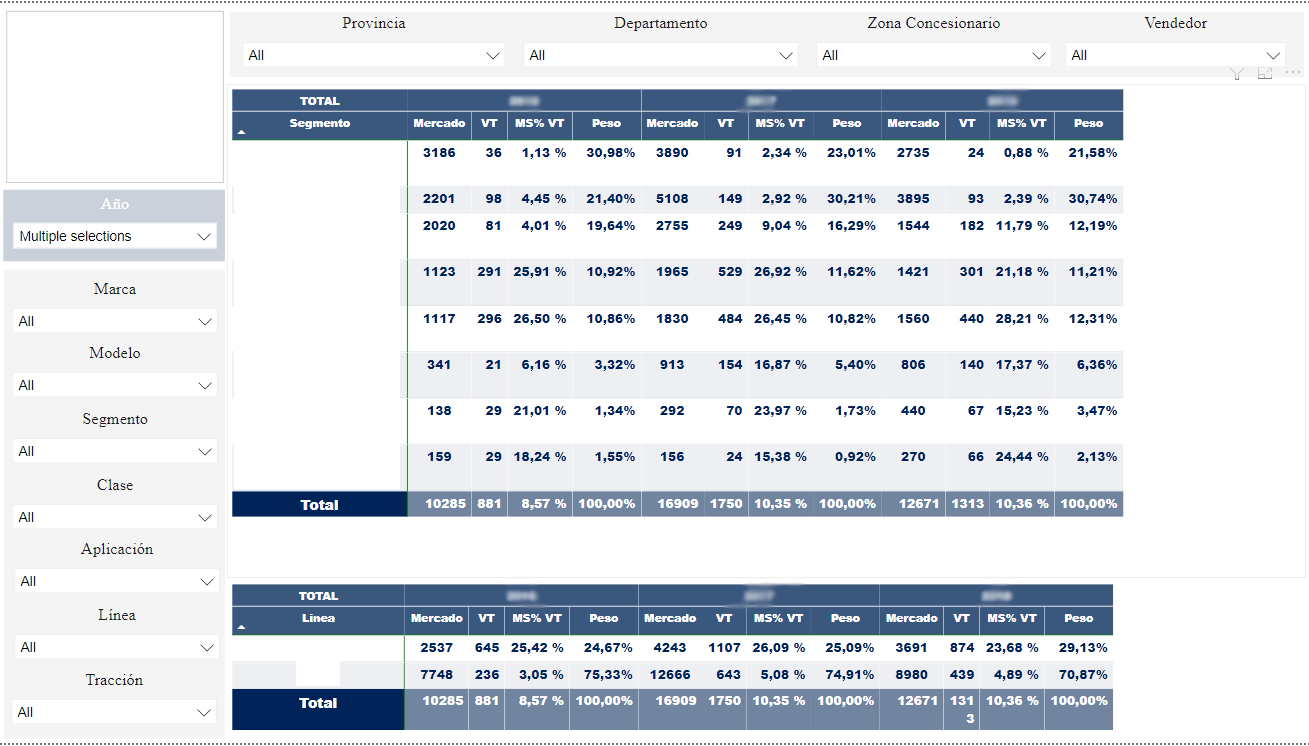 Provincia Departamento Zona Concesionario Vendedor
All All All All
Año
Multiple selections
Marca
All
Modelo
All
Segmento
All
Clase
All
Aplicación
All
Línea
All
Tracción
All
TOTAL
Segmento Mercado VT MS% VT Peso Mercado VT MS% VT Peso Mercado VT MS% VT Peso
3186 36 1,13 % 30,98% 3890 91 2,34 % 23,01% 2735 24 0,88 % 21,58%
2201 98 4,45 % 21,40% 5108 149 2,92 % 30,21% 3895 93 2,39 % 30,74%
2020 81 4,01 % 19,64% 2755 249 9,04 % 16,29% 1544 182 11,79 % 12,19%
1123 291 25,91 % 10,92% 1965 529 26,92 % 11,62% 1421 301 21,18 % 11,21%
1117 296 26,50 % 10,86% 1830 484 26,45 % 10,82% 1560 440 28,21 % 12,31%
341 21 6,16 % 3,32% 913 154 16,87 % 5,40% 806 140 17,37 % 6,36%
138 29 21,01 % 1,34% 292 70 23,97 % 1,73% 440 67 15,23 % 3,47%
159 29 18,24 % 1,55% 156 24 15,38 % 0,92% 270 66 24,44 % 2,13%
Total 10285 881 8,57 % 100,00% 16909 1750 10,35 % 100,00% 12671 1313 10,36 % 100,00%
TOTAL
Linea Mercado VT MS% VT Peso Mercado VT MS% VT Peso Mercado VT MS% VT Peso
2537 645 25,42 % 24,67% 4243 1107 26,09 % 25,09% 3691 874 23,68 % 29,13%
7748 236 3,05 % 75,33% 12666 643 5,08 % 74,91% 8980 439 4,89 % 70,87%
Total 10285 881 8,57 % 100,00% 16909 1750 10,35 % 100,00% 12671 131 10,36 % 100,00%
3